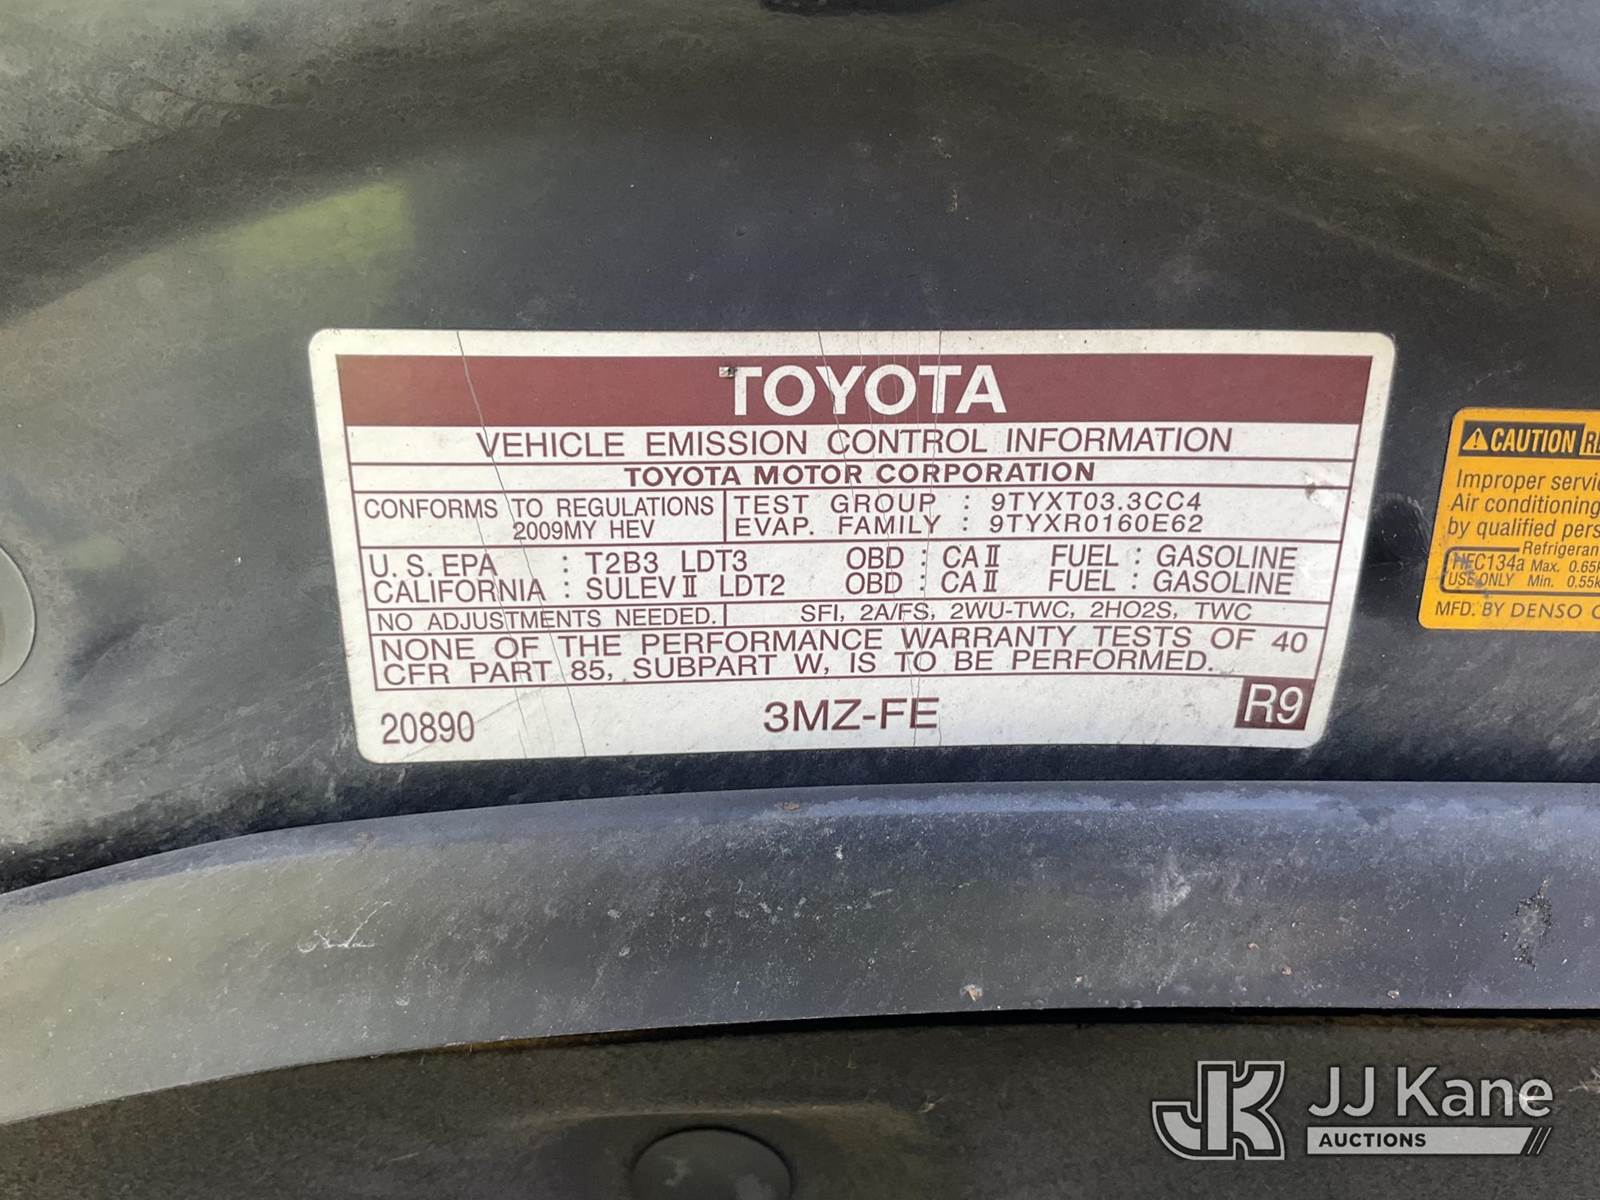 TOYOTA
VEHICLE EMISSION CONTROL INFORMATION
TOYOTA MOTOR CORPORATION
CONFORMS TO REGULATIONS
2009MY HEV
TEST GROUP : 9TYXT03.3CC4
EVAP. FAMILY : 9TYXR0160E62
U.S. EPA : T2B3 LDT3 OBD : CA II FUEL : GASOLINE
CALIFORNIA : SULEV II LDT2 OBD : CA II FUEL : GASOLINE
NO ADJUSTMENTS NEEDED. SFI, 2A/FS, 2WU-TWC, 2HO2S, TWC
NONE OF THE PERFORMANCE WARRANTY TESTS OF 40
CFR PART 85, SUBPART W, IS TO BE PERFORMED.
20890 3MZ-FE R9
CAUTION
Improper
Air conditioning
by qualified
HFC134a Max.
USE ONLY Min.
MFD. BY DENSO
JK JJ Kane
AUCTIONS